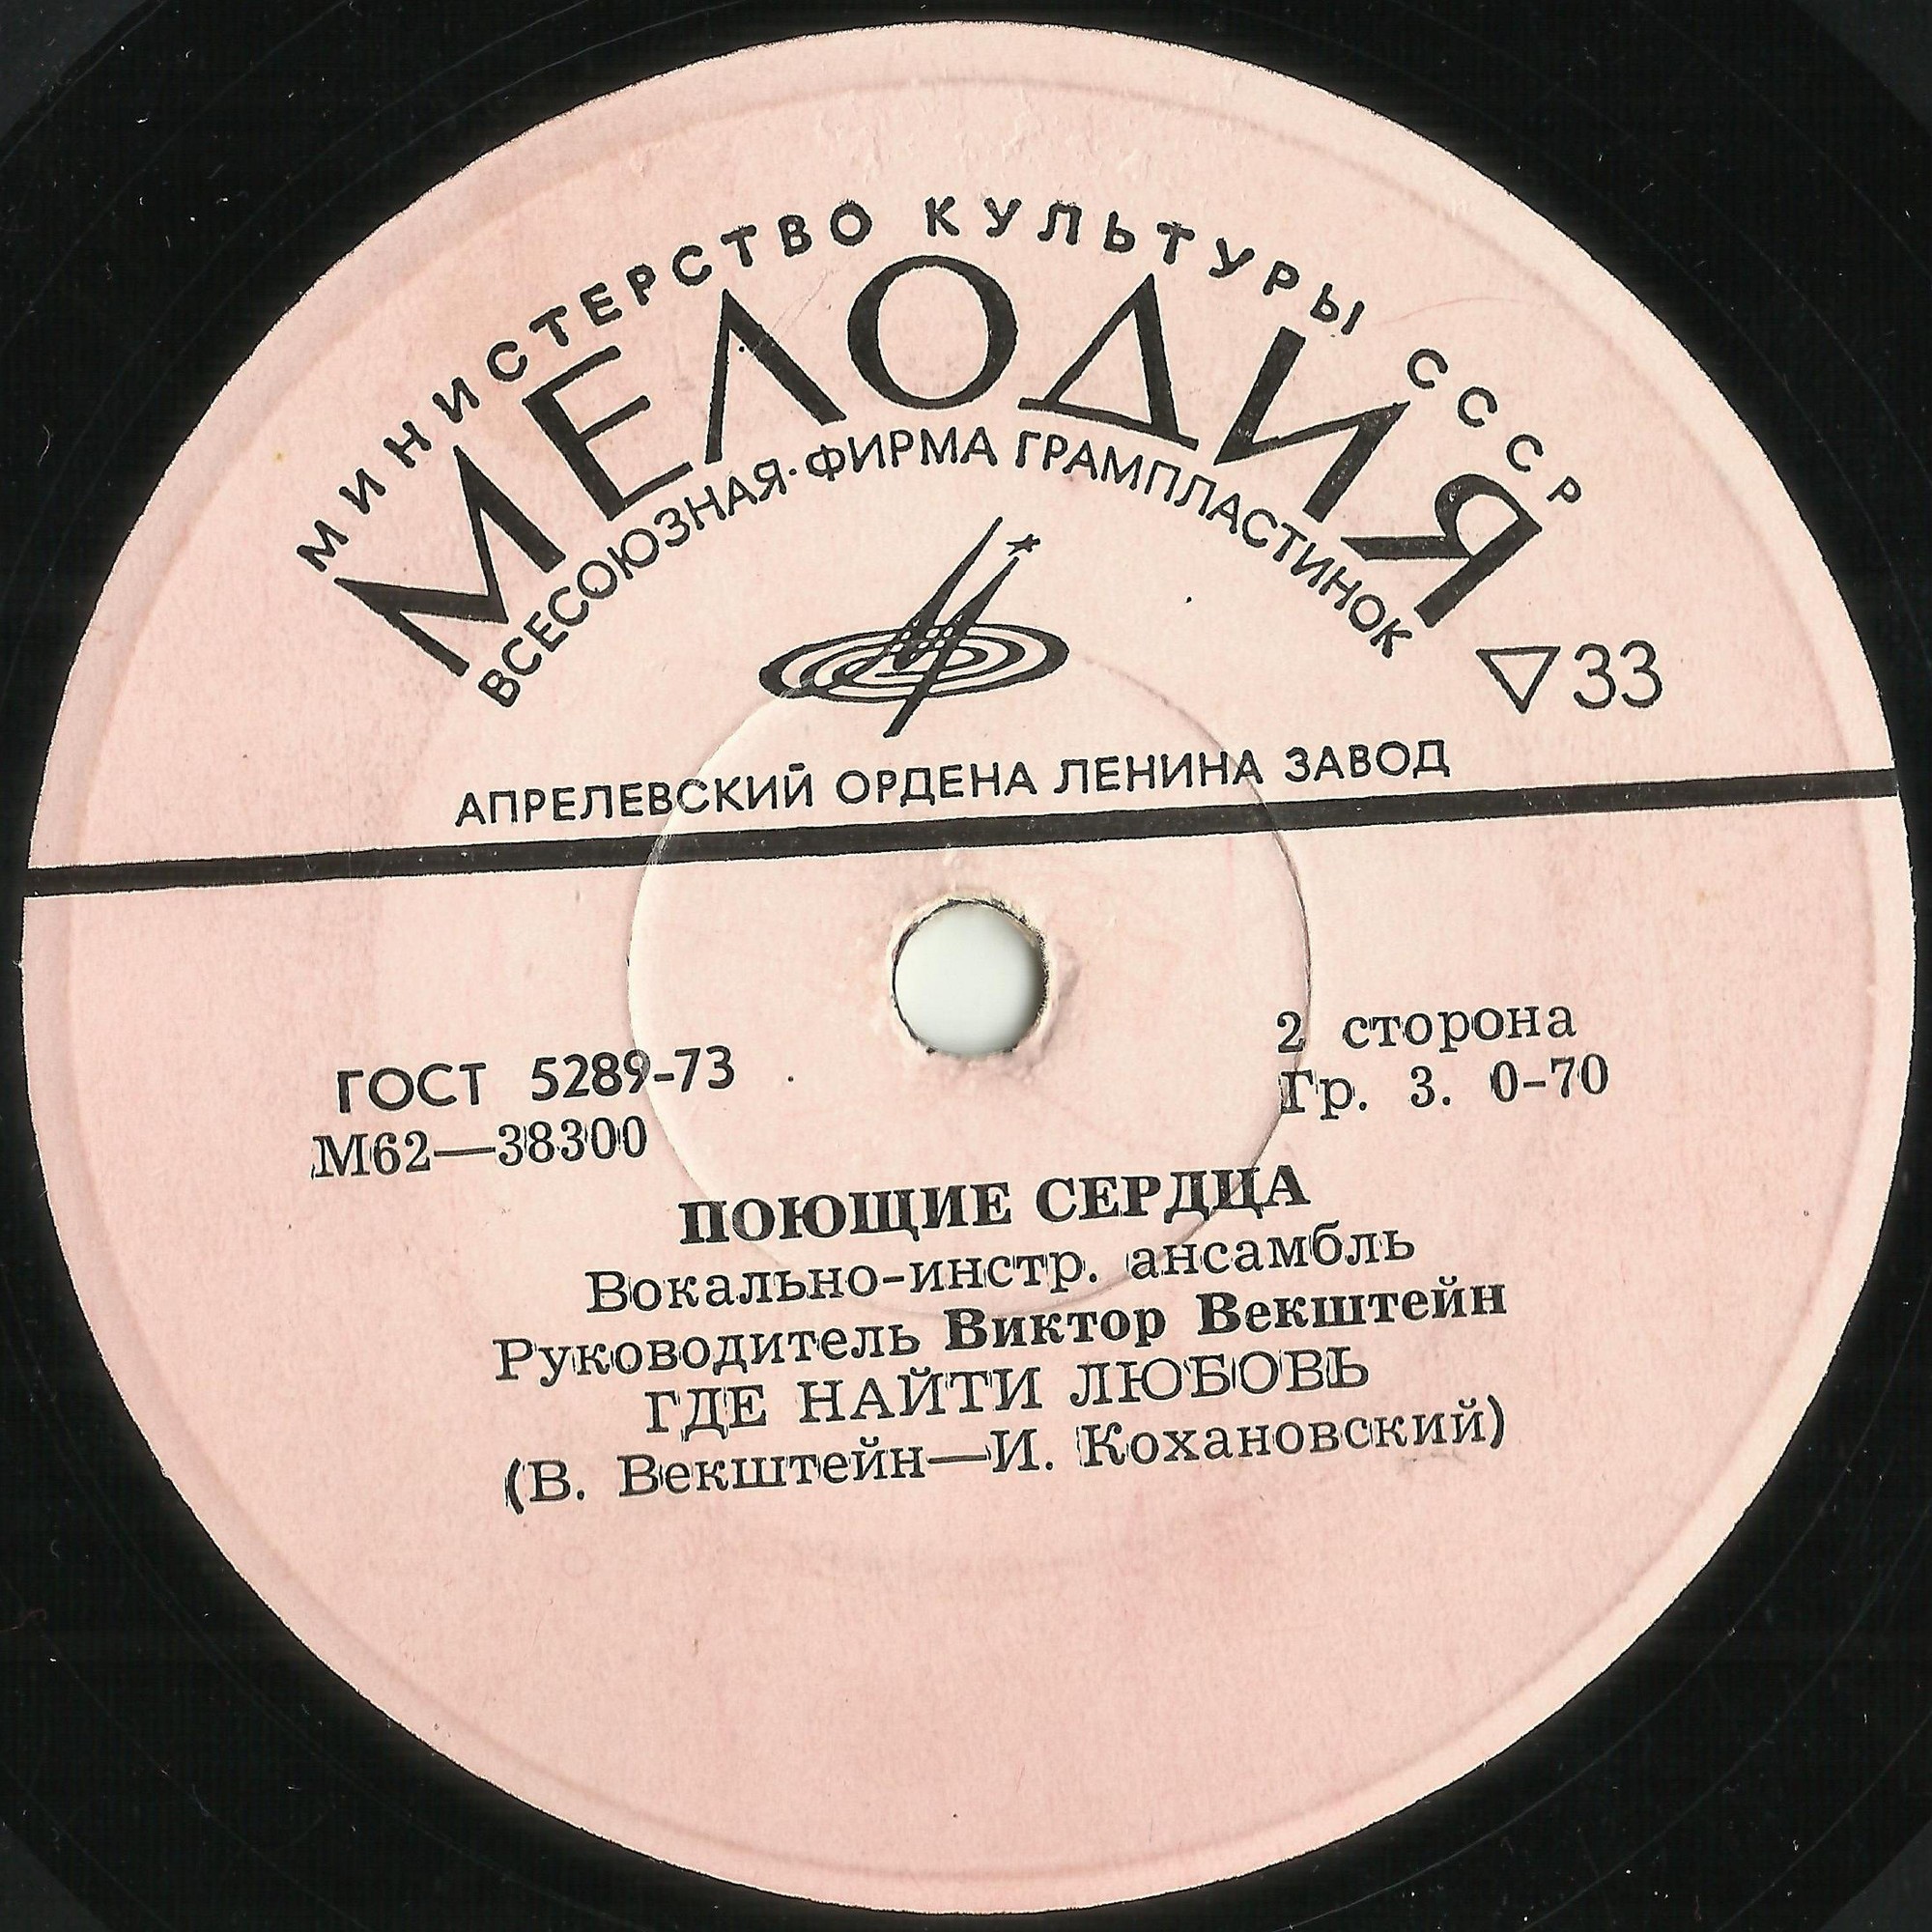 МИНИСТЕРСТВО КУЛЬТУРЫ СССР
МЕЛОДИЯ
ВСЕСОЮЗНАЯ·ФИРМА ГРАМПЛАСТИНОК
33
АПРЕЛЕВСКИЙ ОРДЕНА ЛЕНИНА ЗАВОД
2 сторона
ГОСТ 5289-73
Гр. 3. 0-70
М62—38300
ПОЮЩИЕ СЕРДЦА
Вокально-инстр. ансамбль
Руководитель Виктор Векштейн
ГДЕ НАЙТИ ЛЮБОВЬ
(В. Векштейн—И. Кохановский)